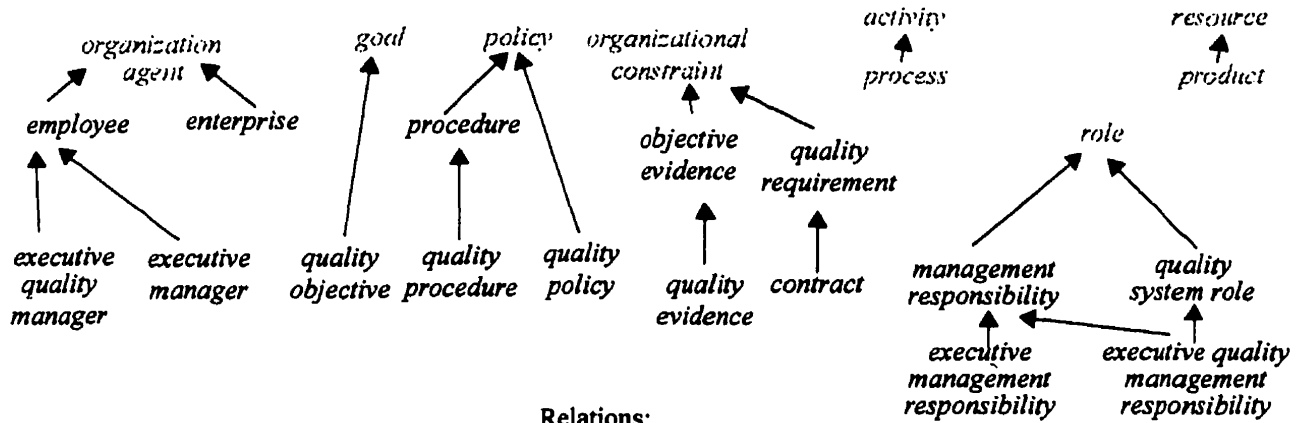 organization
agent
goal
policy
organizational
constraint
activity
process
resource
product
employee
enterprise
procedure
objective
evidence
quality
requirement
role
executive
quality
manager
executive
manager
quality
objective
quality
procedure
quality
policy
quality
evidence
contract
management
responsibility
quality
system role
executive
management
responsibility
executive quality
management
responsibility
Relations: